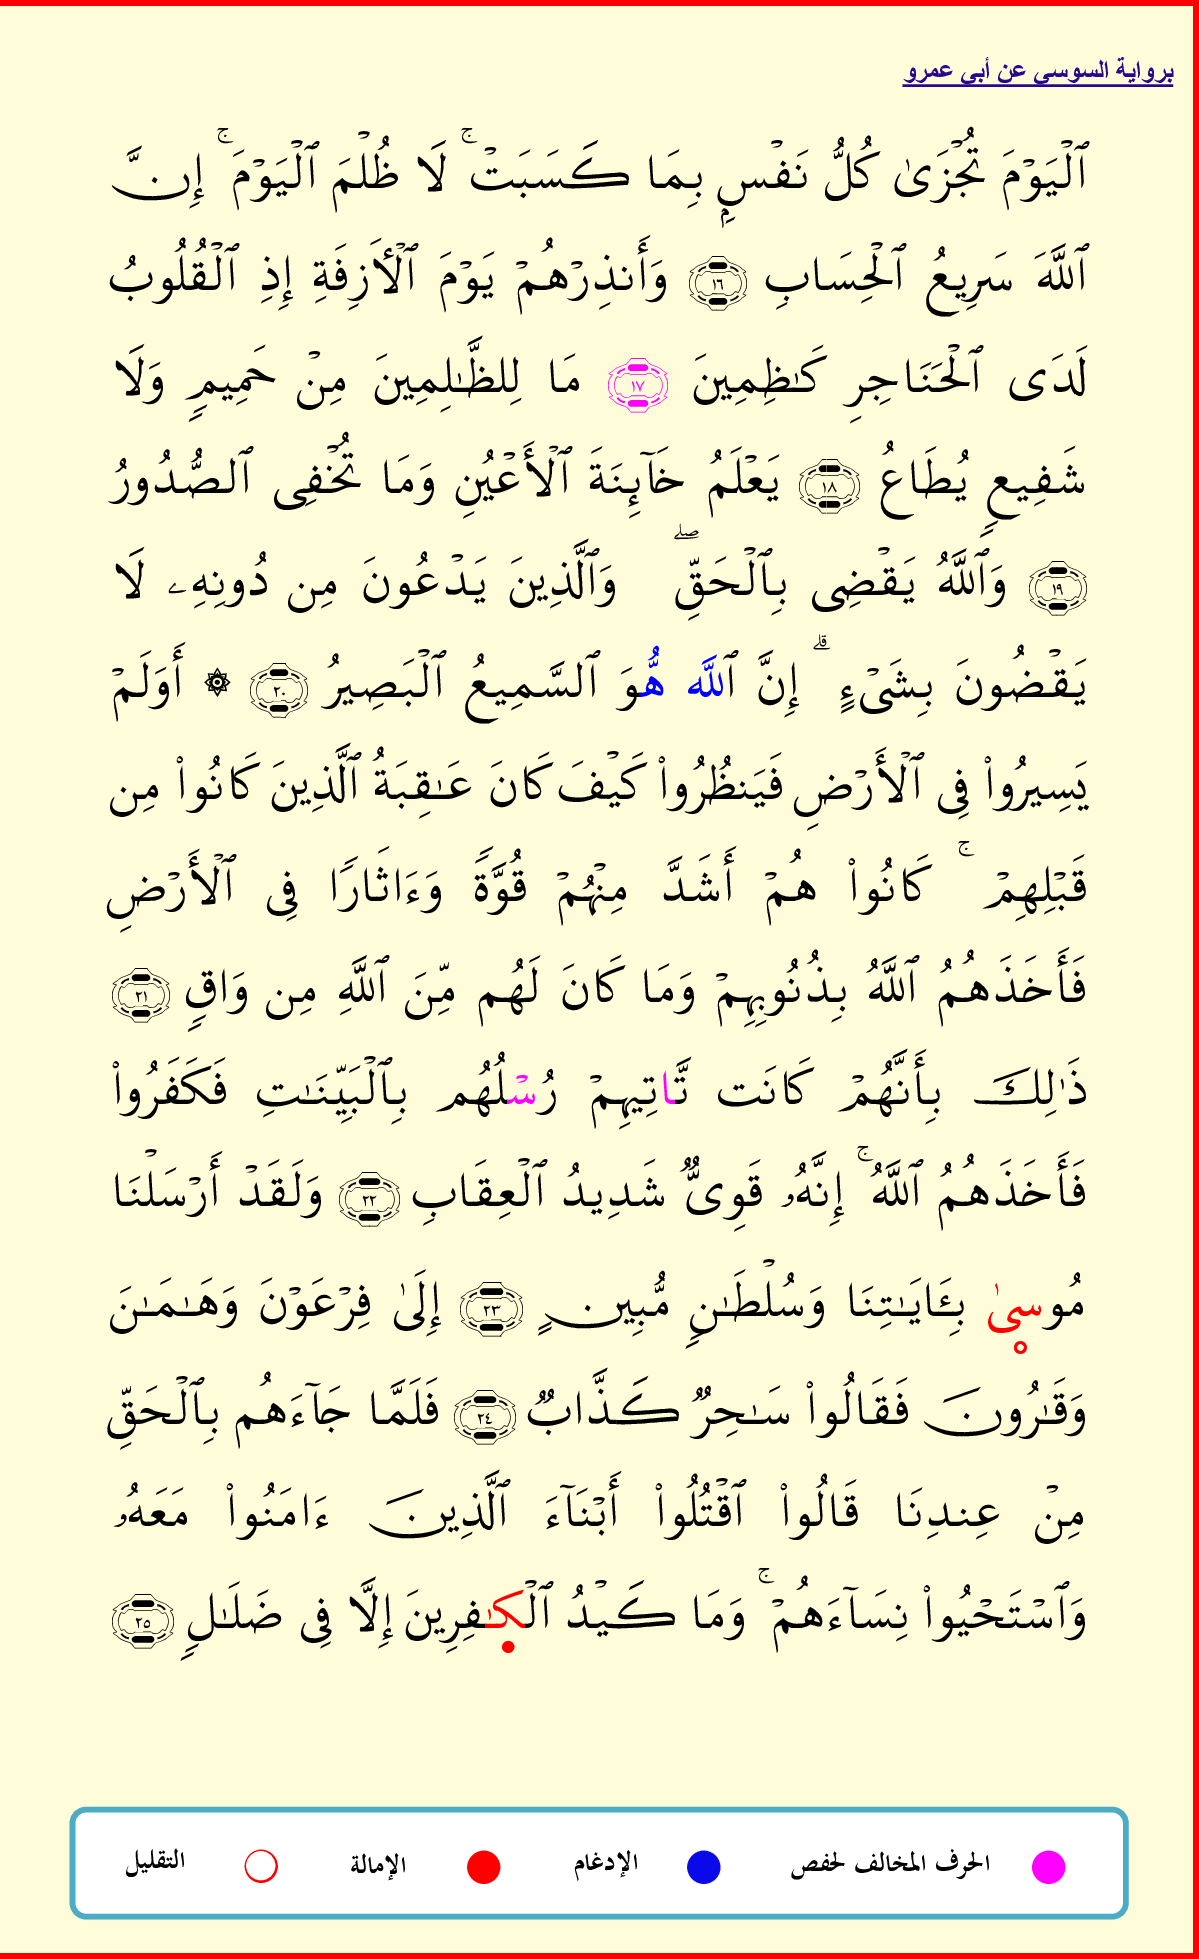 برواية السوسي عن أبي عمرو
ٱلۡيَوۡمَ تُجۡزَىٰ كُلُّ نَفۡسِۭ بِمَا كَسَبَتۡۚ لَا ظُلۡمَ ٱلۡيَوۡمَۚ إِنَّ
ٱللَّهَ سَرِيعُ ٱلۡحِسَابِ ١٦ وَأَنذِرۡهُمۡ يَوۡمَ ٱلۡأَزِفَةِ إِذِ ٱلۡقُلُوبُ
لَدَى ٱلۡحَنَاجِرِ كَٰظِمِينَ ١٧ مَا لِلظَّٰلِمِينَ مِنۡ حَمِيمٖ وَلَا
شَفِيعٖ يُطَاعُ ١٨ يَعۡلَمُ خَآئِنَةَ ٱلۡأَعۡيُنِ وَمَا تُخۡفِي ٱلصُّدُورُ
١٩ وَٱللَّهُ يَقۡضِي بِٱلۡحَقِّۖ وَٱلَّذِينَ يَدۡعُونَ مِن دُونِهِۦ لَا
يَقۡضُونَ بِشَيۡءٍۗ إِنَّ ٱللَّه هُّوَ ٱلسَّمِيعُ ٱلۡبَصِيرُ ٢٠ ۞ أَوَلَمۡ
يَسِيرُواْ فِي ٱلۡأَرۡضِ فَيَنظُرُواْ كَيۡفَ كَانَ عَٰقِبَةُ ٱلَّذِينَ كَانُواْ مِن
قَبۡلِهِمۡۚ كَانُواْ هُمۡ أَشَدَّ مِنۡهُمۡ قُوَّةٗ وَءَاثَارٗا فِي ٱلۡأَرۡضِ
فَأَخَذَهُمُ ٱللَّهُ بِذُنُوبِهِمۡ وَمَا كَانَ لَهُم مِّنَ ٱللَّهِ مِن وَاقٖ ٢١
ذَٰلِكَ بِأَنَّهُمۡ كَانَت تَّاتِيهِمۡ رُسۡلُهُم بِٱلۡبَيِّنَٰتِ فَكَفَرُواْ
فَأَخَذَهُمُ ٱللَّهُۚ إِنَّهُۥ قَوِيّٞ شَدِيدُ ٱلۡعِقَابِ ٢٢ وَلَقَدۡ أَرۡسَلۡنَا
مُوسىٰ بِـَٔايَٰتِنَا وَسُلۡطَٰنٖ مُّبِينٍ ٢٣ إِلَىٰ فِرۡعَوۡنَ وَهَٰمَٰنَ
وَقَٰرُونَ فَقَالُواْ سَٰحِرٞ كَذَّابٞ ٢٤ فَلَمَّا جَآءَهُم بِٱلۡحَقِّ
مِنۡ عِندِنَا قَالُواْ ٱقۡتُلُواْ أَبۡنَآءَ ٱلَّذِينَ ءَامَنُواْ مَعَهُۥ
وَٱسۡتَحۡيُواْ نِسَآءَهُمۡۚ وَمَا كَيۡدُ ٱلۡكٰفِرِينَ إِلَّا فِي ضَلَٰلٖ ٢٥
الحرف المخالف لحفص الإدغام الإمالة التقليل